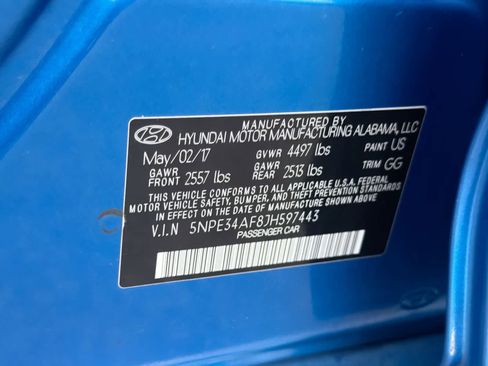 MANUFACTURED BY
HYUNDAI MOTOR MANUFACTURING ALABAMA, LLC
May/02/17 GVWR 4497 lbs PAINT US
GAWR FRONT 2557 lbs GAWR REAR 2513 lbs TRIM GG
THIS VEHICLE CONFORMS TO ALL APPLICABLE U.S.A. FEDERAL
MOTOR VEHICLE SAFETY, BUMPER, AND THEFT PREVENTION STANDARDS
IN EFFECT ON THE DATE OF MANUFACTURE SHOWN ABOVE.
V.I.N 5NPE34AF8JH597443
PASSENGER CAR